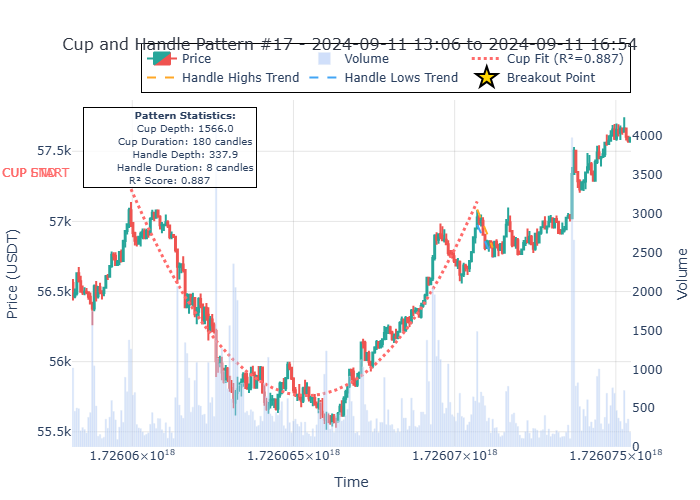 Cup and Handle Pattern #17 - 2024-09-11 13:06 to 2024-09-11 16:54
Price
Volume
Cup Fit (R²=0.887)
Handle Highs Trend
Handle Lows Trend
Breakout Point
Pattern Statistics:
Cup Depth: 1566.0
Cup Duration: 180 candles
Handle Depth: 337.9
Handle Duration: 8 candles
R² Score: 0.887
CUP START
57.5k
57k
56.5k
56k
55.5k
Price (USDT)
4000
3500
3000
2500
2000
1500
1000
500
0
Volume
1.72606×10¹⁸
1.726065×10¹⁸
1.72607×10¹⁸
1.726075×10¹⁸
Time